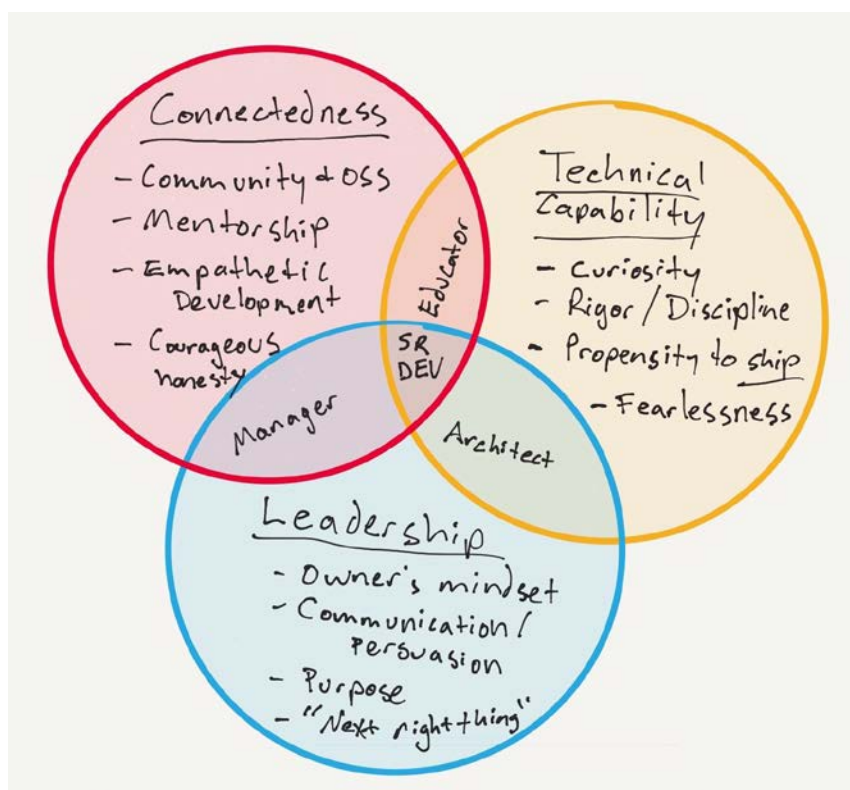 Connectedness
- Community & OSS
- Mentorship
- Empathetic
Development
- Courageous
honesty
Technical
Capability
- Curiosity
- Rigor / Discipline
- Propensity to ship
- Fearlessness
Educator
SR
DEV
Manager
Architect
Leadership
- Owner's mindset
- Communication /
Persuasion
- Purpose
- "Next right thing"